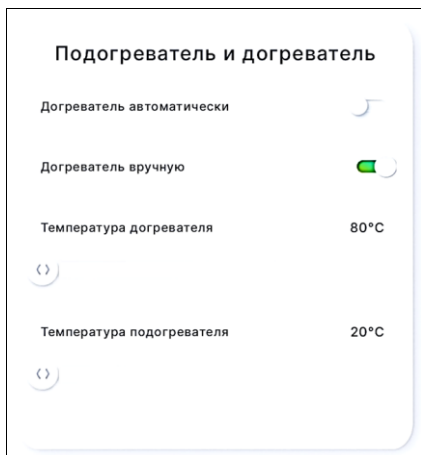 Подогреватель и догреватель
Догреватель автоматически
Догреватель вручную
Температура догревателя 80°C
Температура подогревателя 20°C